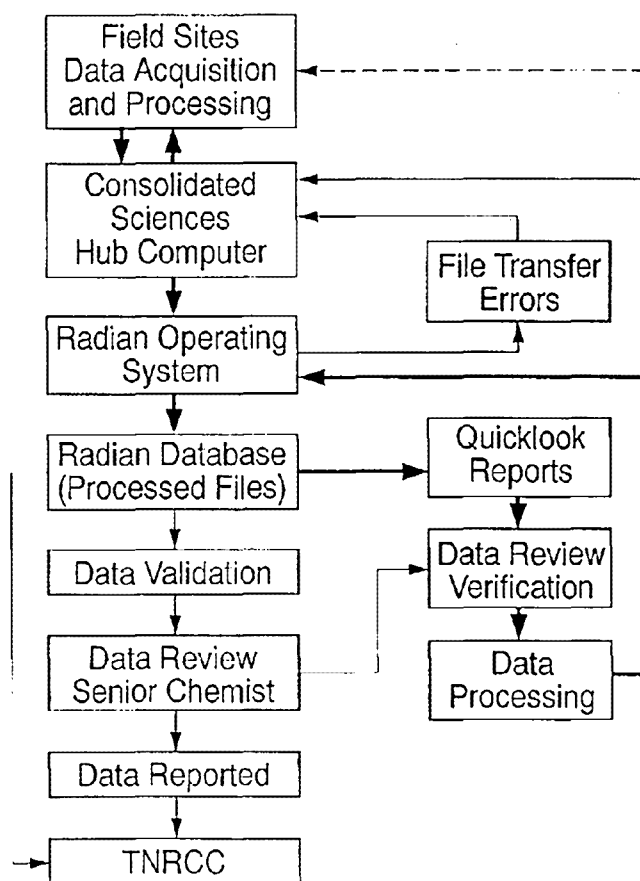 Field Sites
Data Acquisition
and Processing
Consolidated
Sciences
Hub Computer
File Transfer
Errors
Radian Operating
System
Radian Database
(Processed Files)
Quicklook
Reports
Data Validation
Data Review
Verification
Data Review
Senior Chemist
Data
Processing
Data Reported
TNRCC